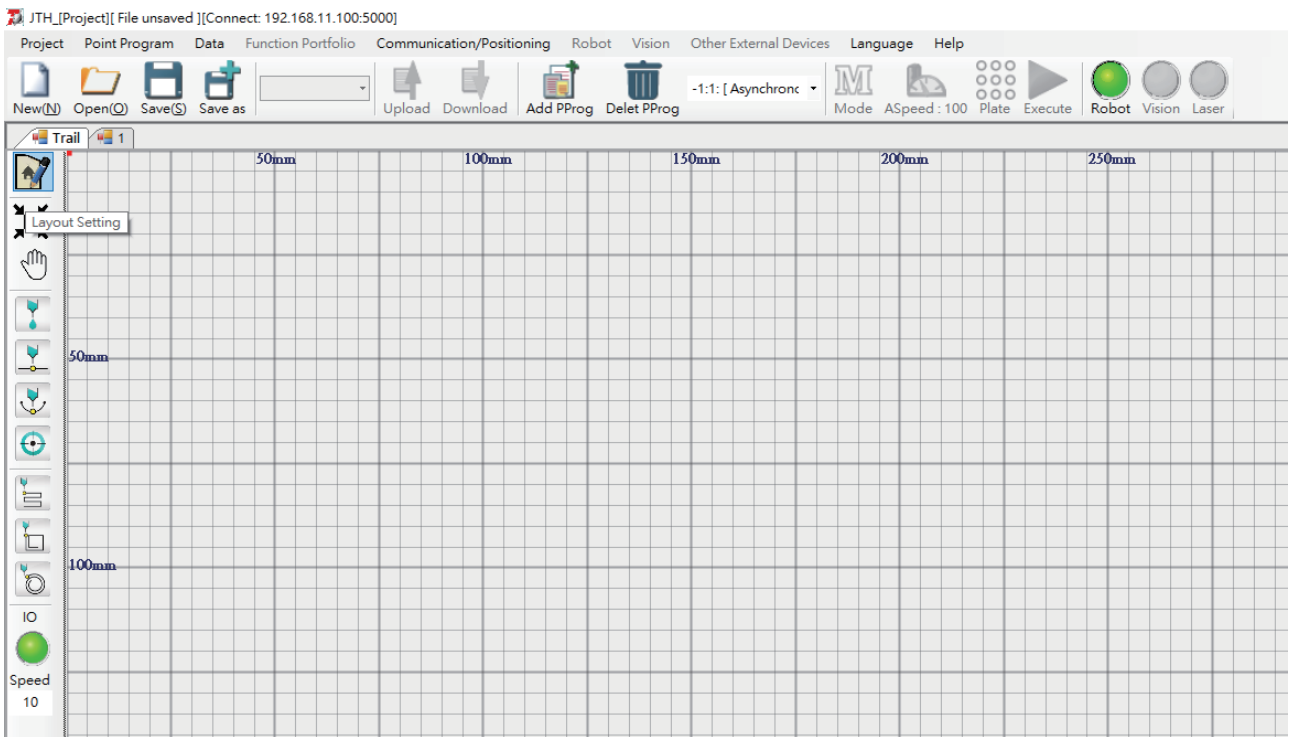 JTH_[Project][ File unsaved ][Connect: 192.168.11.100:5000]
Project Point Program Data Function Portfolio Communication/Positioning Robot Vision Other External Devices Language Help
New(N) Open(O) Save(S) Save as Upload Download Add PProg Delet PProg -1:1: [ Asynchronc M Mode ASpeed : 100 Plate Execute Robot Vision Laser
Trail 1
50mm 100mm 150mm 200mm 250mm
Layout Setting
50mm
100mm
IO
Speed
10